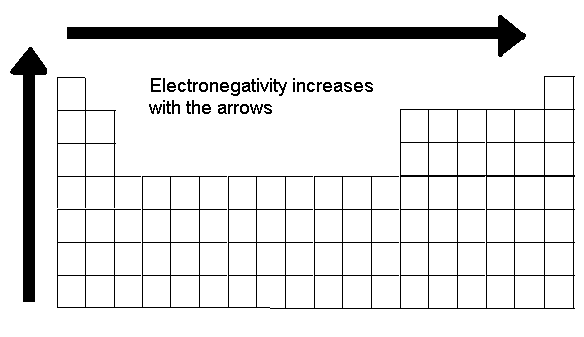 Electronegativity increases
with the arrows